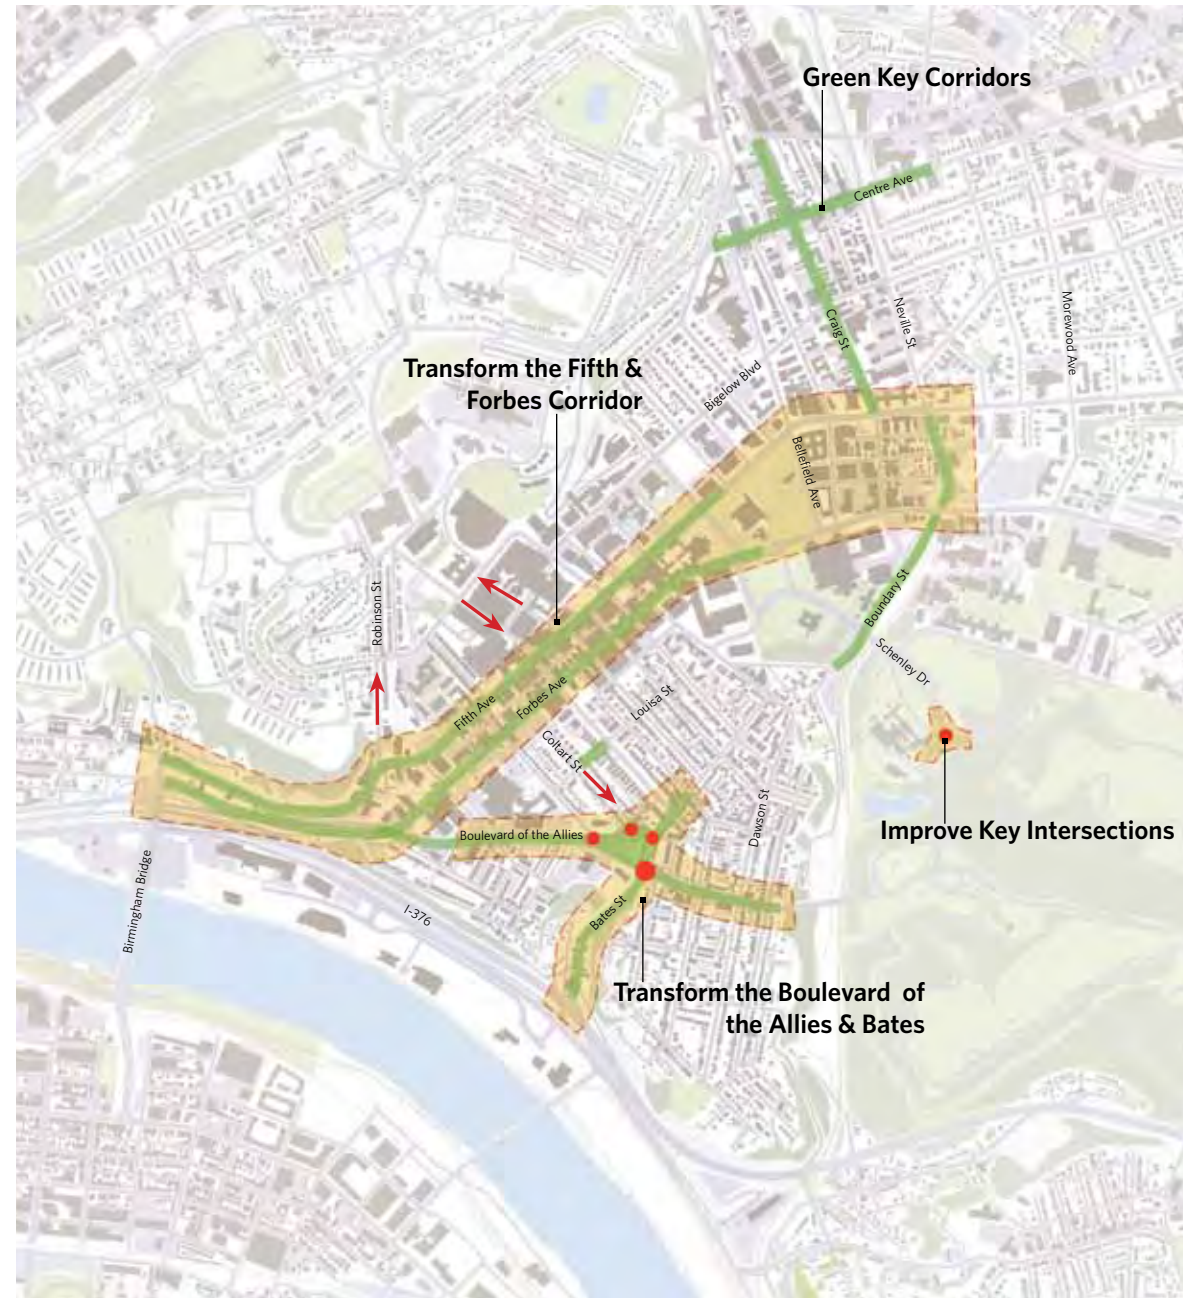 Green Key Corridors
Centre Ave
Craig St
Neville St
Morewood Ave
Transform the Fifth &
Forbes Corridor
Bigelow Blvd
Bellefield Ave
Robinson St
Boundary St
Schenley Dr
Fifth Ave
Forbes Ave
Louisa St
Coltart St
Improve Key Intersections
Boulevard of the Allies
Dawson St
Birmingham Bridge
I-376
Bates St
Transform the Boulevard of
the Allies & Bates